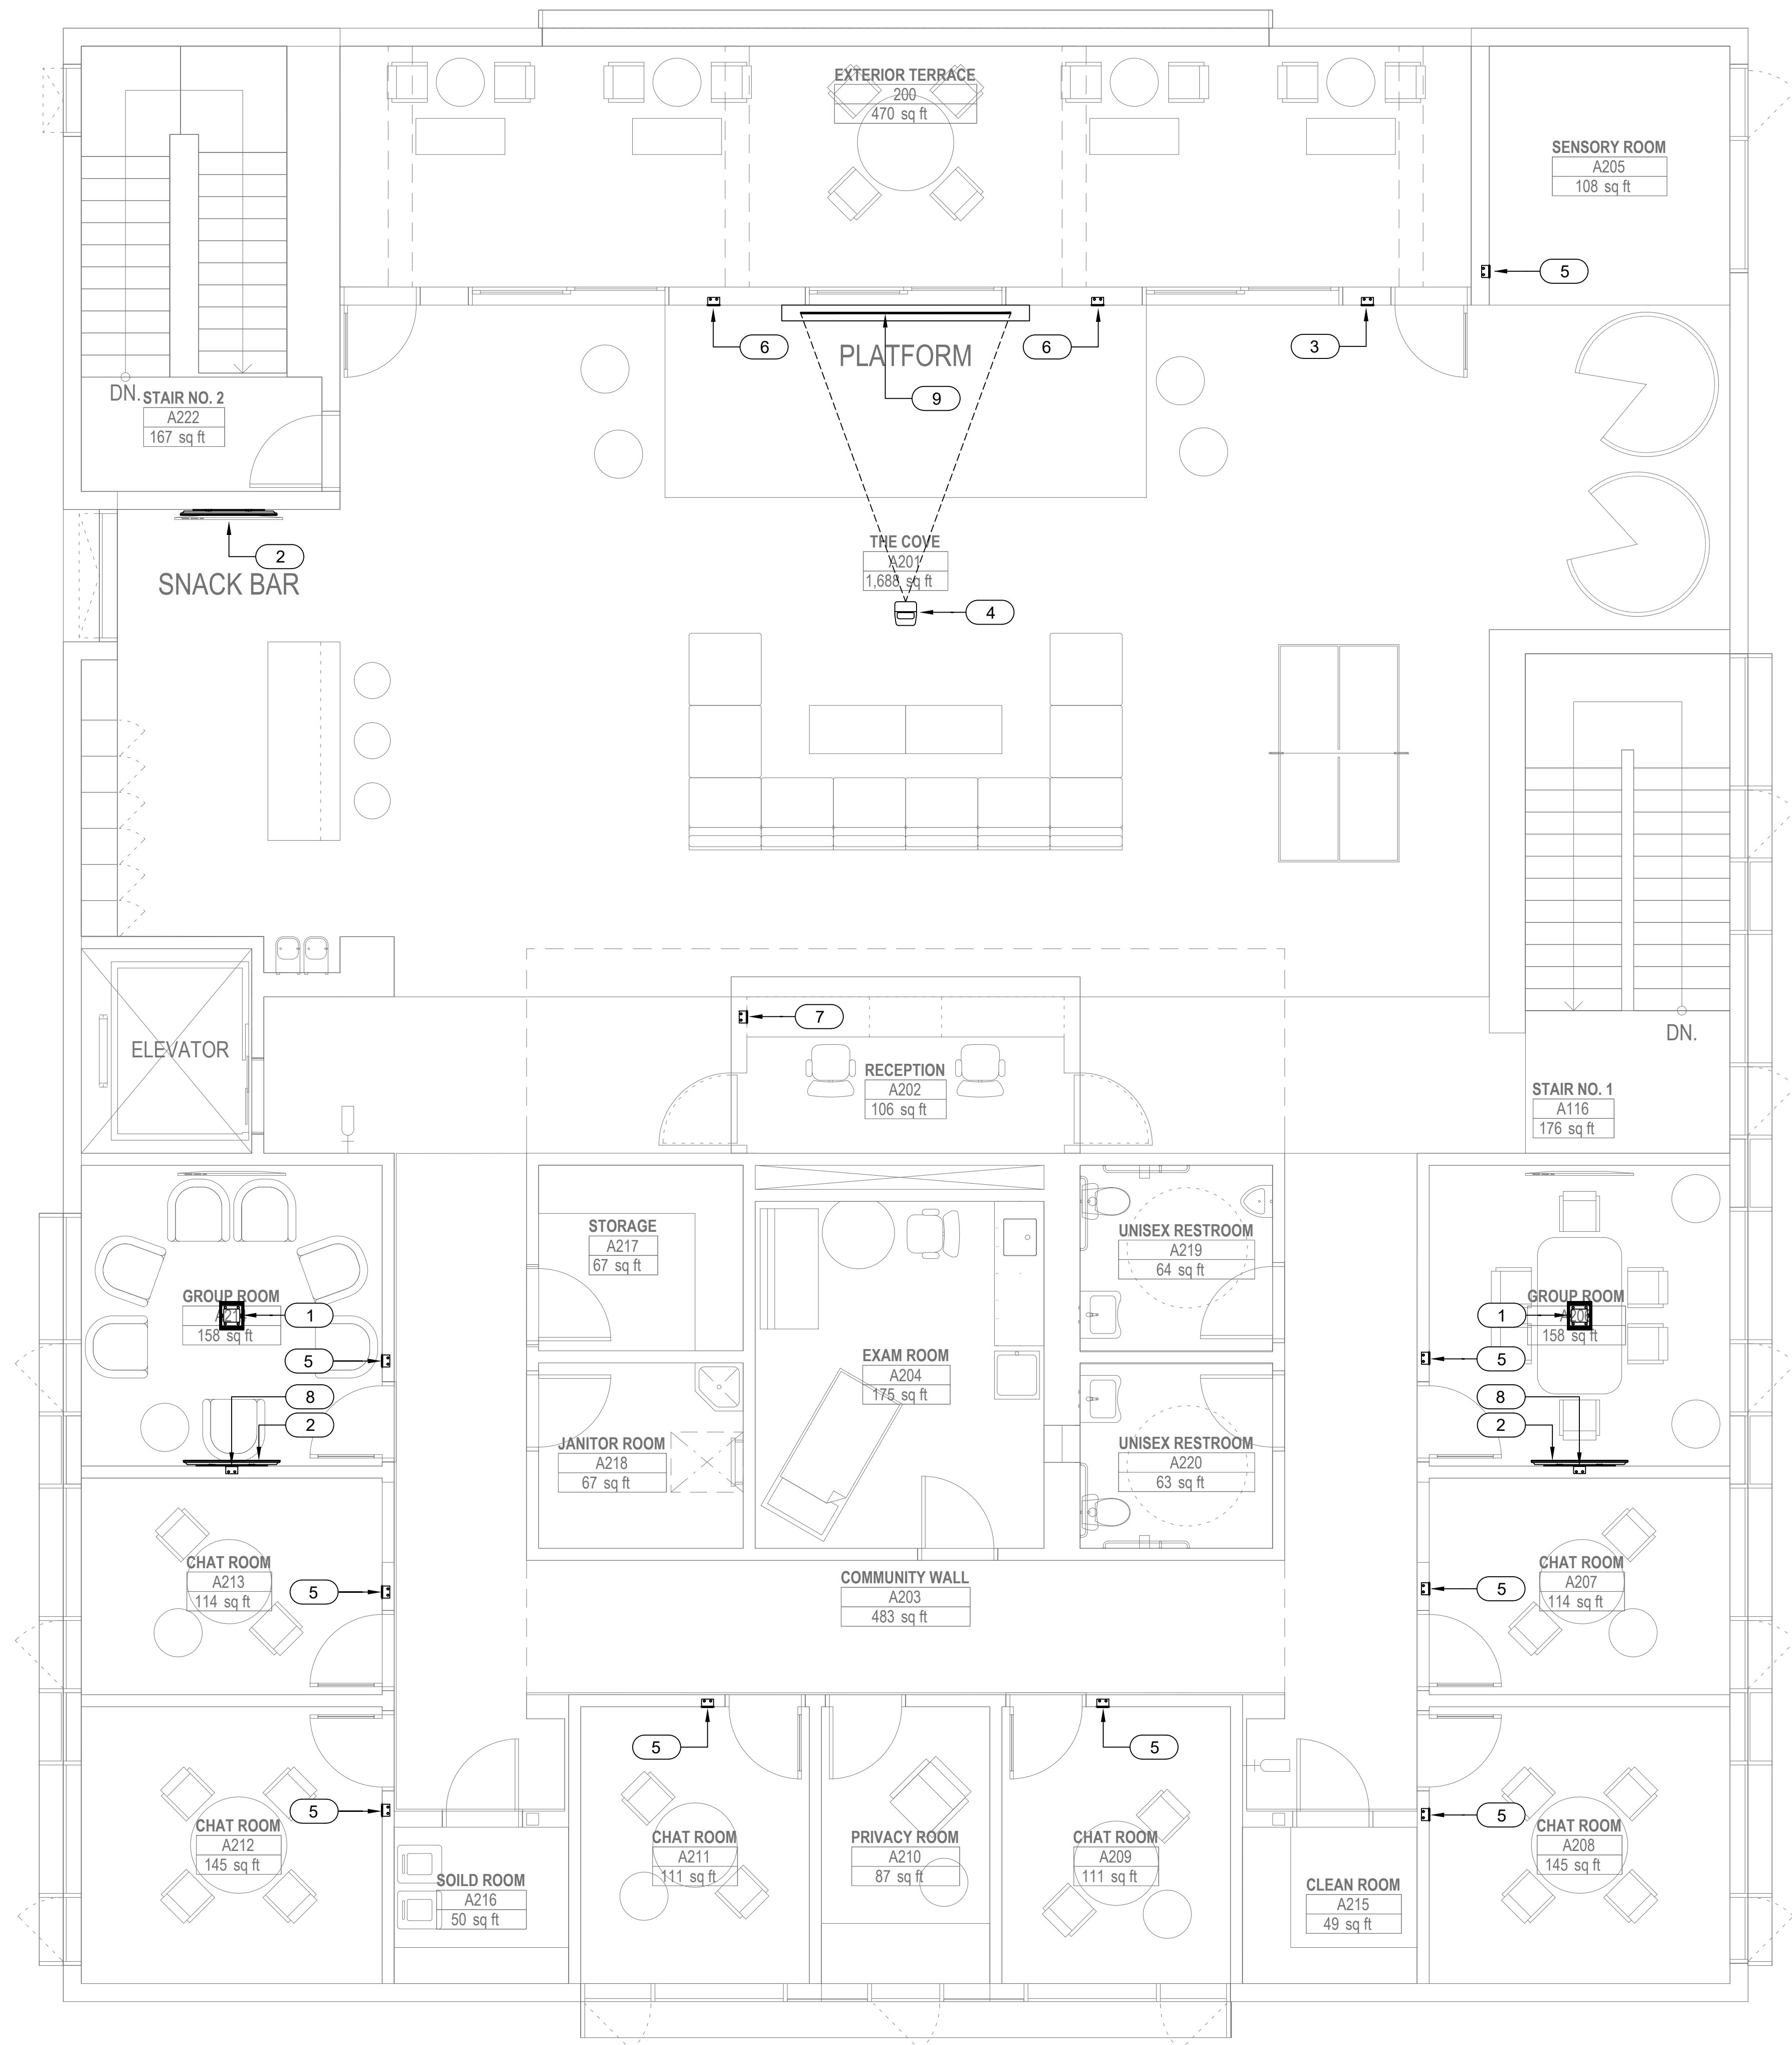 EXTERIOR TERRACE
200
470 sq ft
SENSORY ROOM
A205
108 sq ft
5
6
6
3
PLATFORM
9
DN.
STAIR NO. 2
A222
167 sq ft
2
SNACK BAR
THE COVE
A201
1,688 sq ft
4
7
ELEVATOR
DN.
RECEPTION
A202
106 sq ft
STAIR NO. 1
A116
176 sq ft
STORAGE
A217
67 sq ft
UNISEX RESTROOM
A219
64 sq ft
GROUP ROOM
158 sq ft
1
5
8
2
GROUP ROOM
158 sq ft
1
5
8
2
EXAM ROOM
A204
175 sq ft
JANITOR ROOM
A218
67 sq ft
UNISEX RESTROOM
A220
63 sq ft
CHAT ROOM
A213
114 sq ft
5
COMMUNITY WALL
A203
483 sq ft
5
CHAT ROOM
A207
114 sq ft
5
5
CHAT ROOM
A212
145 sq ft
5
SOILD ROOM
A216
50 sq ft
CHAT ROOM
A211
111 sq ft
PRIVACY ROOM
A210
87 sq ft
CHAT ROOM
A209
111 sq ft
CLEAN ROOM
A215
49 sq ft
5
CHAT ROOM
A208
145 sq ft